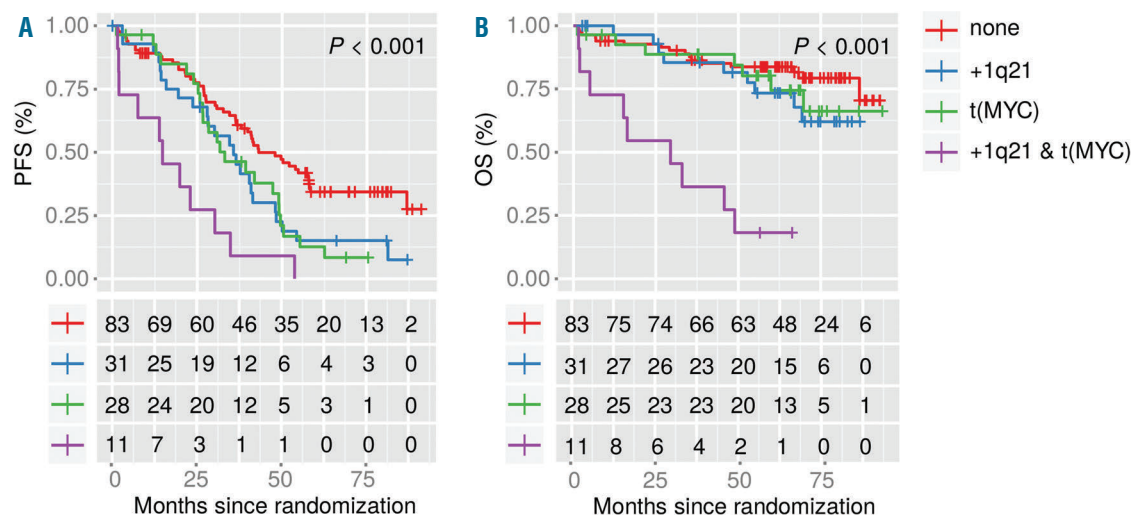 A
P < 0.001
PFS (%)
1.00
0.75
0.50
0.25
0.00
83 69 60 46 35 20 13 2
31 25 19 12 6 4 3 0
28 24 20 12 5 3 1 0
11 7 3 1 1 0 0 0
0 25 50 75
Months since randomization
B
P < 0.001
OS (%)
1.00
0.75
0.50
0.25
0.00
83 75 74 66 63 48 24 6
31 27 26 23 20 15 6 0
28 25 23 23 20 13 5 1
11 8 6 4 2 1 0 0
0 25 50 75
Months since randomization
none
+1q21
t(MYC)
+1q21 & t(MYC)